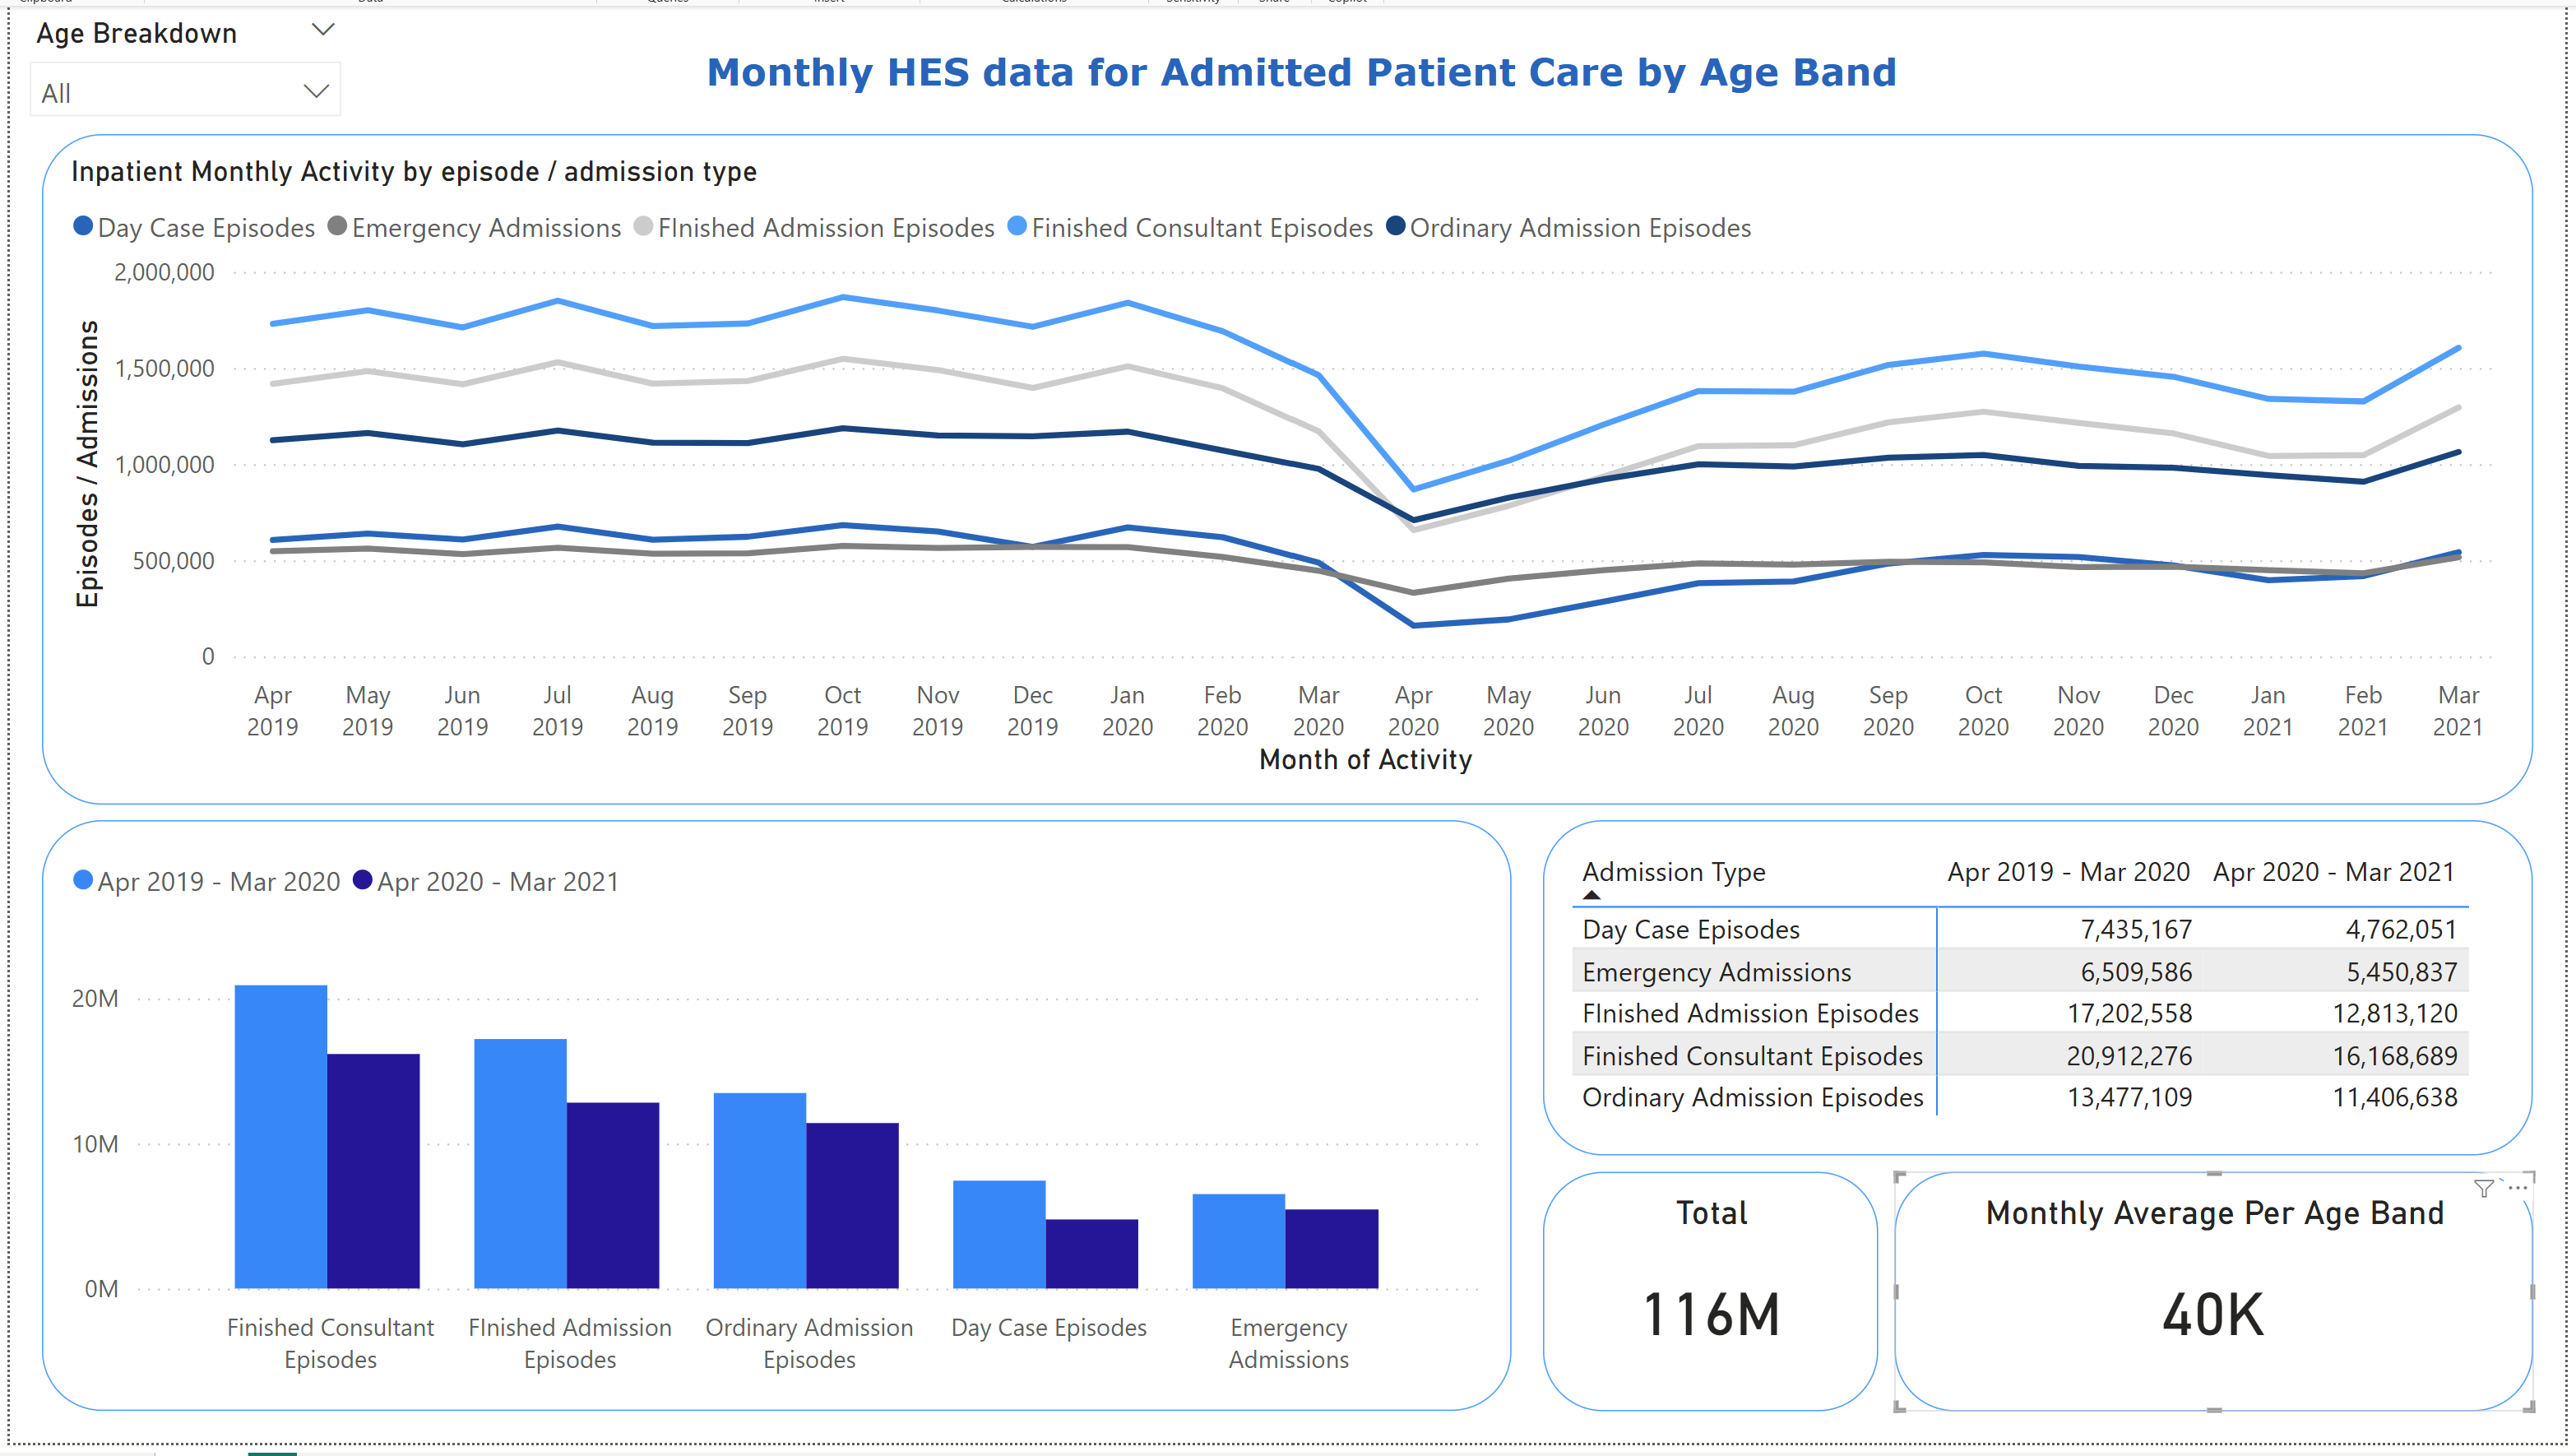 Clipboard Data Queries Insert Calculations Sensitivity Share Copilot
Age Breakdown
All
Monthly HES data for Admitted Patient Care by Age Band
Inpatient Monthly Activity by episode / admission type
Day Case Episodes Emergency Admissions FInished Admission Episodes Finished Consultant Episodes Ordinary Admission Episodes
Episodes / Admissions
2,000,000
1,500,000
1,000,000
500,000
0
Apr 2019 May 2019 Jun 2019 Jul 2019 Aug 2019 Sep 2019 Oct 2019 Nov 2019 Dec 2019 Jan 2020 Feb 2020 Mar 2020 Apr 2020 May 2020 Jun 2020 Jul 2020 Aug 2020 Sep 2020 Oct 2020 Nov 2020 Dec 2020 Jan 2021 Feb 2021 Mar 2021
Month of Activity
Apr 2019 - Mar 2020 Apr 2020 - Mar 2021
20M
10M
0M
Finished Consultant Episodes
FInished Admission Episodes
Ordinary Admission Episodes
Day Case Episodes
Emergency Admissions
Admission Type Apr 2019 - Mar 2020 Apr 2020 - Mar 2021
Day Case Episodes 7,435,167 4,762,051
Emergency Admissions 6,509,586 5,450,837
FInished Admission Episodes 17,202,558 12,813,120
Finished Consultant Episodes 20,912,276 16,168,689
Ordinary Admission Episodes 13,477,109 11,406,638
Total
116M
Monthly Average Per Age Band
40K